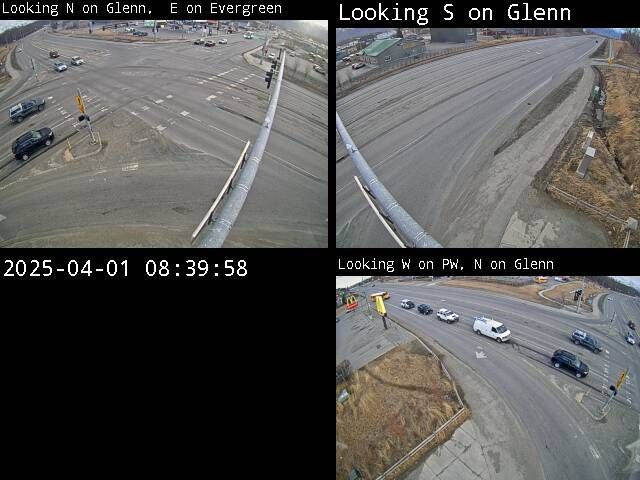 Looking N on Glenn,  E on Evergreen
Looking S on Glenn
2025-04-01 08:39:58
Looking W on PW, N on Glenn